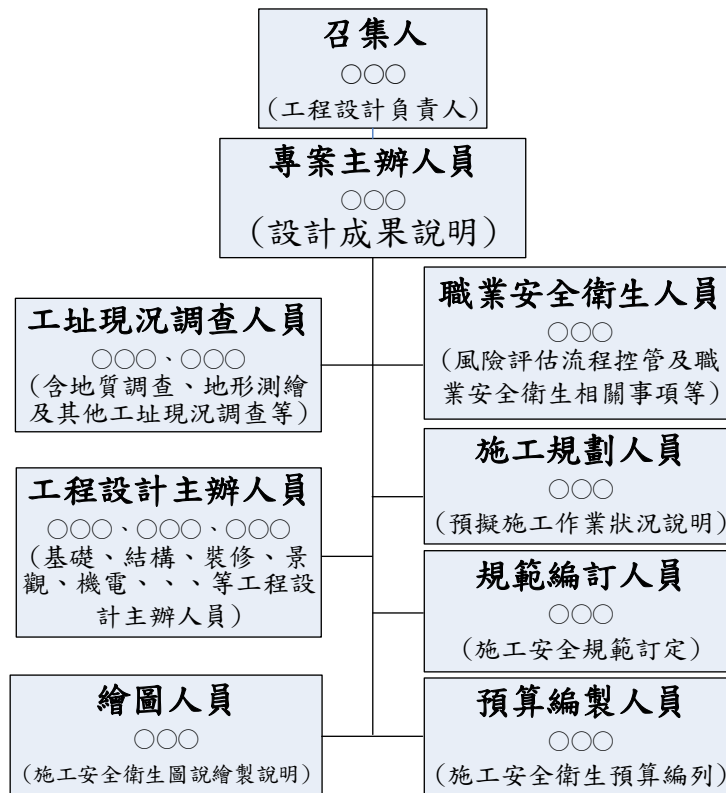 召集人
○○○
(工程設計負責人)
專案主辦人員
○○○
(設計成果說明)
工址現況調查人員
○○○、○○○
(含地質調查、地形測繪
及其他工址現況調查等)
職業安全衛生人員
○○○
(風險評估流程控管及職
業安全衛生相關事項等)
工程設計主辦人員
○○○、○○○、○○○
(基礎、結構、裝修、景
觀、機電、、、等工程設
計主辦人員)
施工規劃人員
○○○
(預擬施工作業狀況說明)
規範編訂人員
○○○
(施工安全規範訂定)
繪圖人員
○○○
(施工安全衛生圖說繪製說明)
預算編製人員
○○○
(施工安全衛生預算編列)